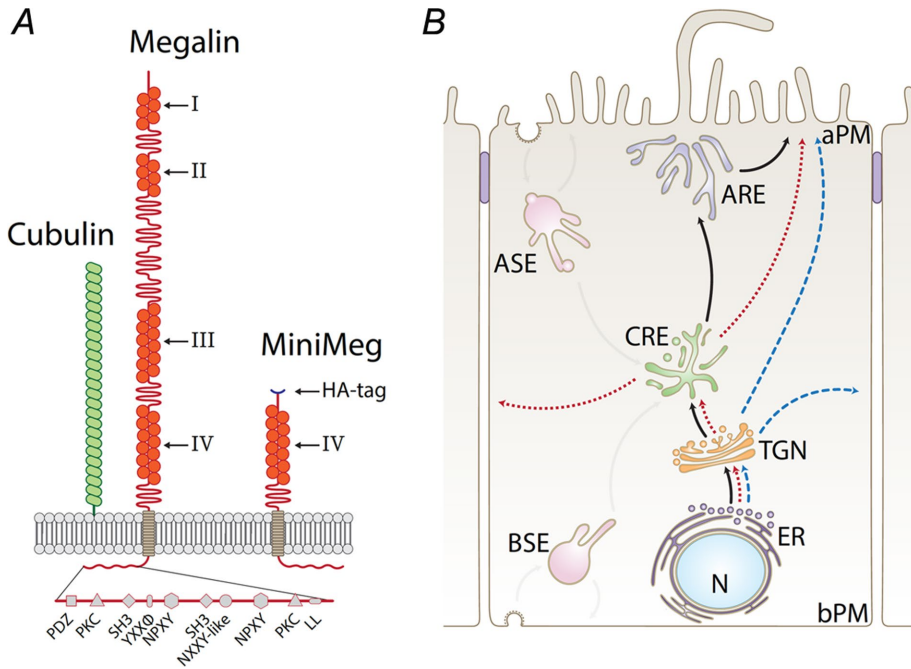 A
Megalin
I
II
Cubulin
III
MiniMeg
HA-tag
IV
IV
PDZ
PKC
SH3
YXXΦ
NPXY
SH3
NXXY-like
NPXY
PKC
LL
B
aPM
ARE
ASE
CRE
TGN
BSE
ER
N
bPM